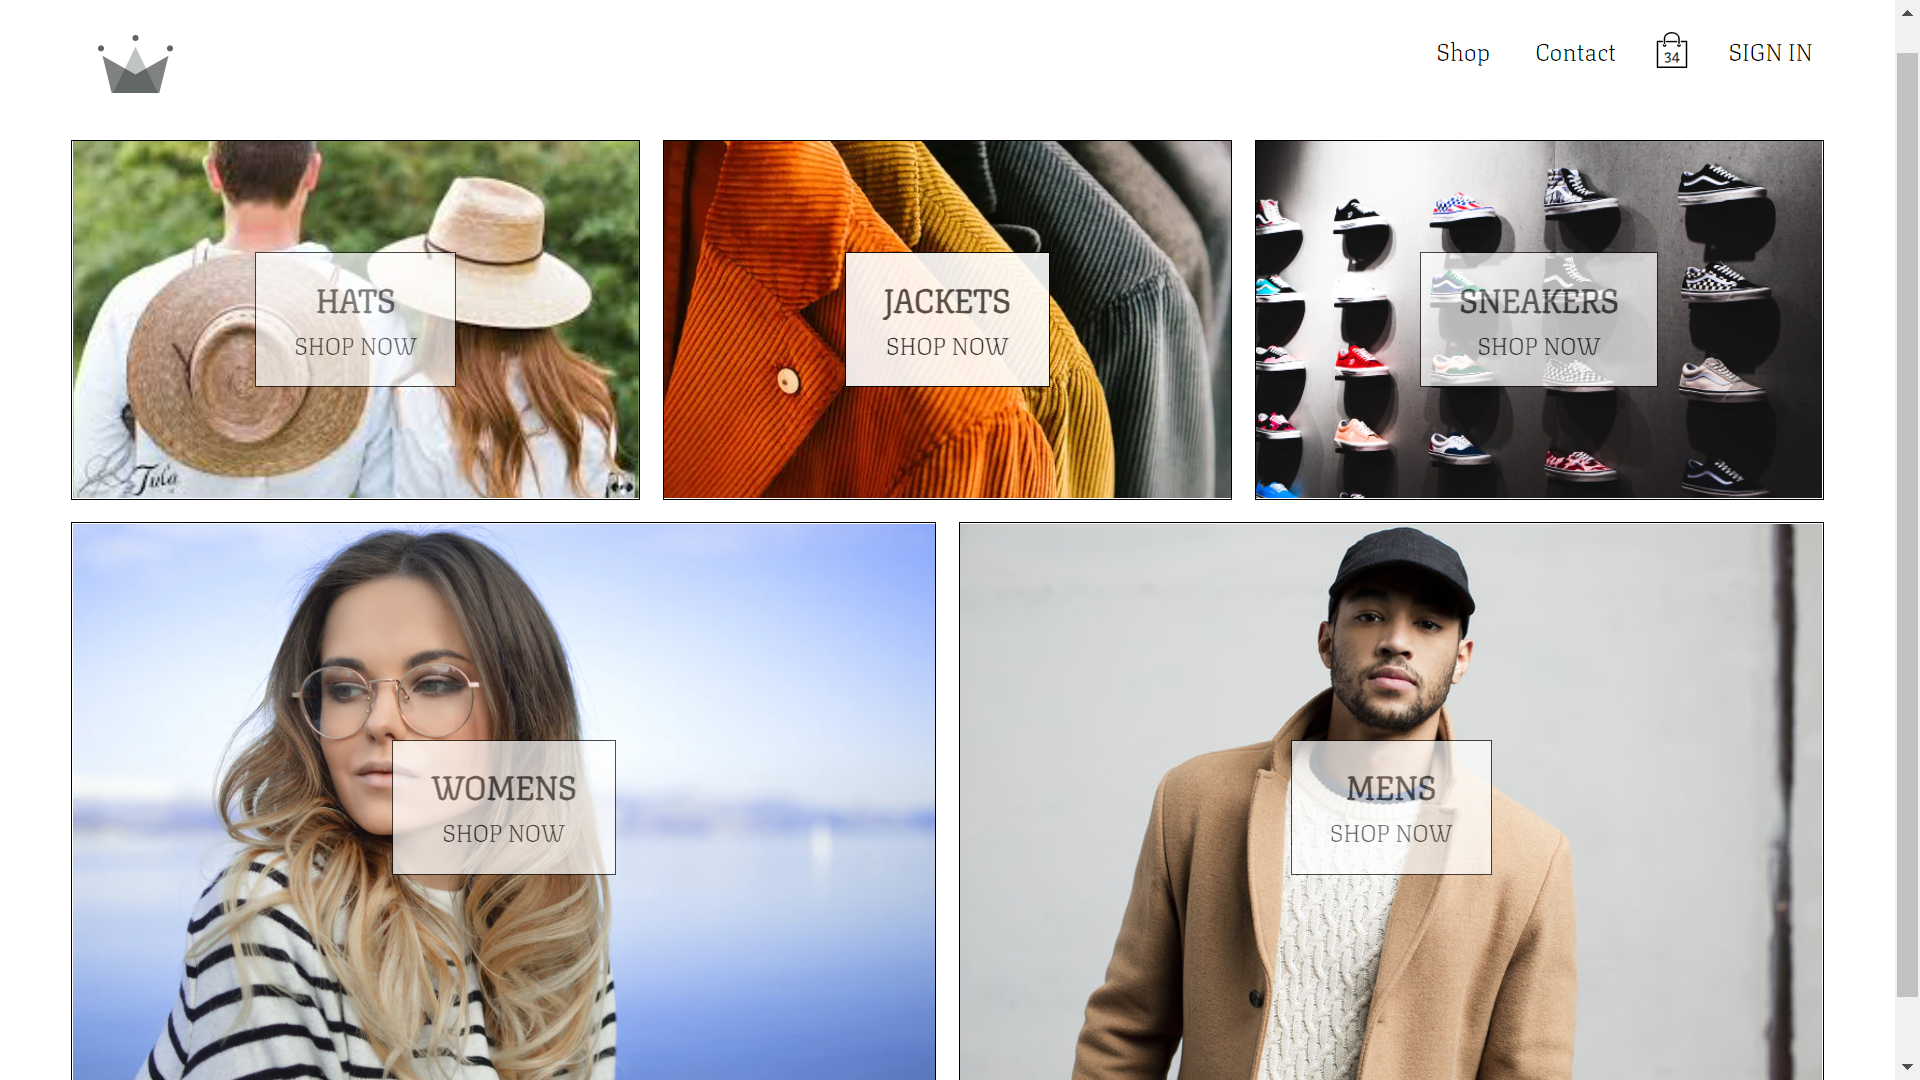 Shop
Contact
34
SIGN IN
HATS
SHOP NOW
Tula
JACKETS
SHOP NOW
SNEAKERS
SHOP NOW
WOMENS
SHOP NOW
MENS
SHOP NOW